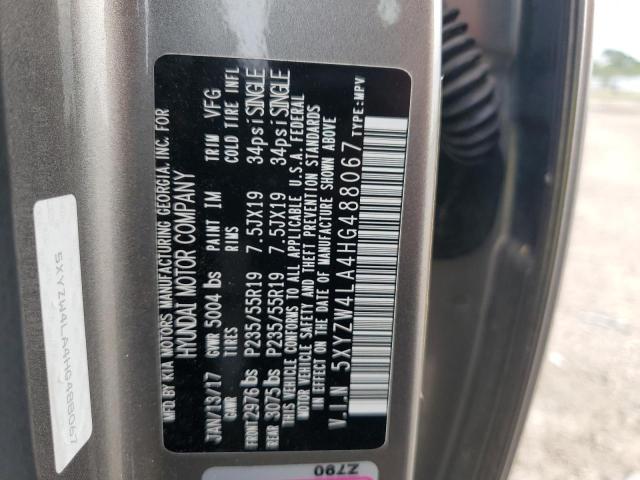 MFD BY KIA MOTORS MANUFACTURING GEORGIA, INC. FOR
HYUNDAI MOTOR COMPANY
JAN/13/17 GVWR 5004 lbs PAINT IM TRIM VFG
GAWR TIRES RIMS COLD TIRE INFL
FRONT 2976 lbs P235/55R19 7.5JX19 34psi SINGLE
REAR 3075 lbs P235/55R19 7.5JX19 34psi SINGLE
THIS VEHICLE CONFORMS TO ALL APPLICABLE U.S.A. FEDERAL
MOTOR VEHICLE SAFETY AND THEFT PREVENTION STANDARDS
IN EFFECT ON THE DATE OF MANUFACTURE SHOWN ABOVE
V.I.N 5XYZW4LA4HG488067 TYPE:MPV
5XYZW4LA4HG488067
Z790